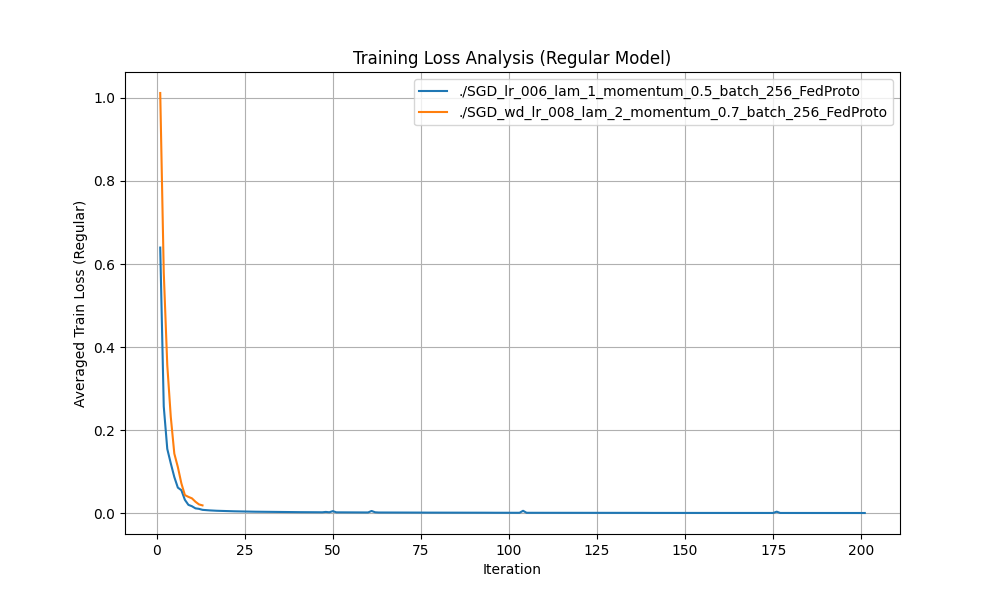 Training Loss Analysis (Regular Model)
./SGD_lr_006_lam_1_momentum_0.5_batch_256_FedProto
./SGD_wd_lr_008_lam_2_momentum_0.7_batch_256_FedProto
Averaged Train Loss (Regular)
1.0
0.8
0.6
0.4
0.2
0.0
0 25 50 75 100 125 150 175 200
Iteration